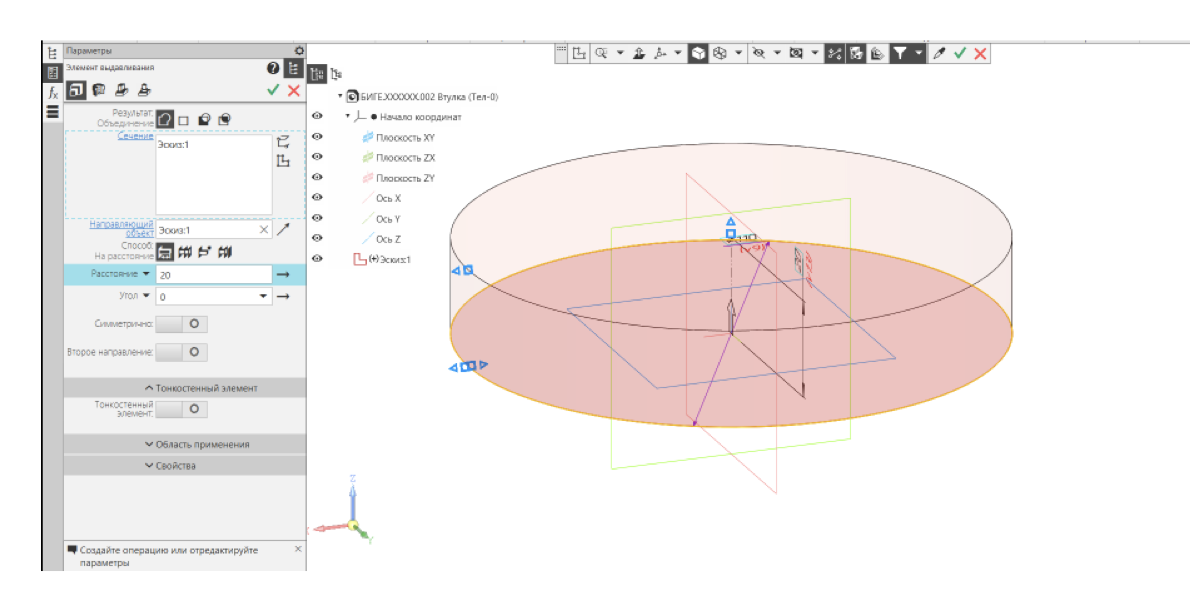 Параметры
Элемент выдавливания
Результат:
Объединение
Сечение
Эскиз:1
Направляющий
объект
Эскиз:1
Способ:
На расстояние
Расстояние
20
Угол
0
Симметрично:
Второе направление:
Тонкостенный элемент
Тонкостенный
элемент:
Область применения
Свойства
Создайте операцию или отредактируйте
параметры
БИГЕ.XXXXXX.002 Втулка (Тел-0)
Начало координат
Плоскость XY
Плоскость ZX
Плоскость ZY
Ось X
Ось Y
Ось Z
(+) Эскиз:1
Z
Y